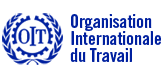 OIT
Organisation
Internationale
du Travail